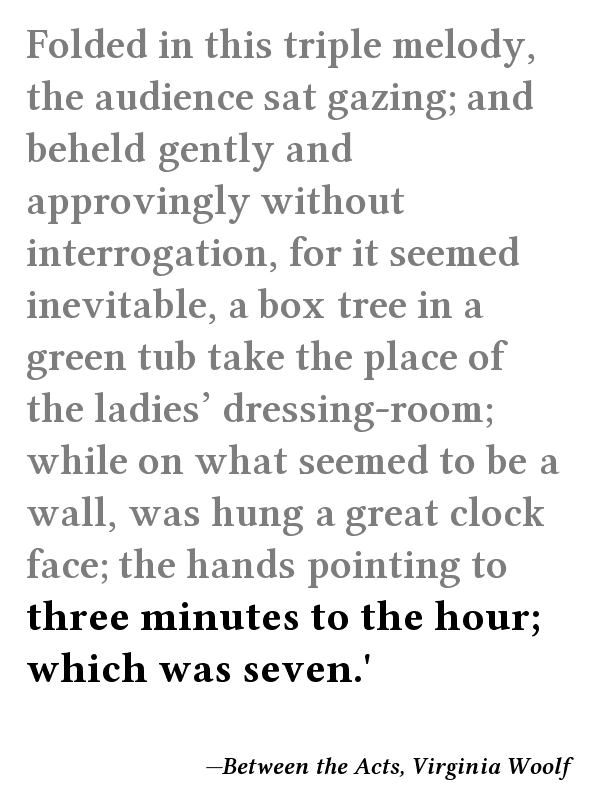 Folded in this triple melody,
the audience sat gazing; and
beheld gently and
approvingly without
interrogation, for it seemed
inevitable, a box tree in a
green tub take the place of
the ladies’ dressing-room;
while on what seemed to be a
wall, was hung a great clock
face; the hands pointing to
three minutes to the hour;
which was seven.'
—Between the Acts, Virginia Woolf